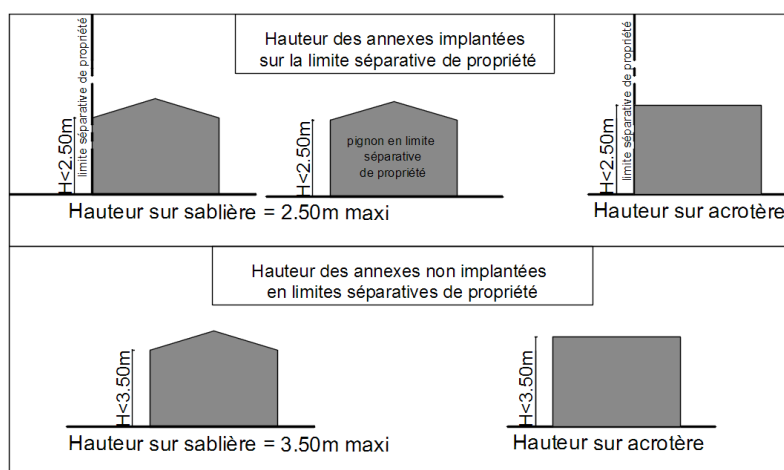 Hauteur des annexes implantées
sur la limite séparative de propriété
limite séparative de propriété
H<2.50m
H<2.50m
pignon en limite
séparative
de propriété
limite séparative de propriété
H<2.50m
Hauteur sur sablière = 2.50m maxi
Hauteur sur acrotère
Hauteur des annexes non implantées
en limites séparatives de propriété
H<3.50m
H<3.50m
Hauteur sur sablière = 3.50m maxi
Hauteur sur acrotère